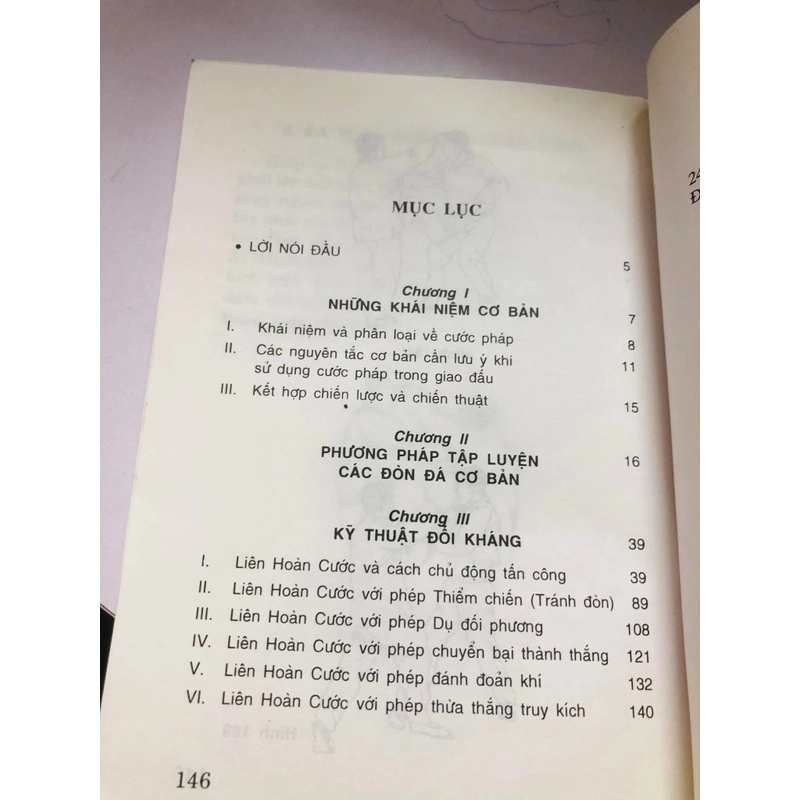 MỤC LỤC
• LỜI NÓI ĐẦU 5
Chương I
NHỮNG KHÁI NIỆM CƠ BẢN 7
I. Khái niệm và phân loại về cước pháp 8
II. Các nguyên tắc cơ bản cần lưu ý khi
sử dụng cước pháp trong giao đấu 11
III. Kết hợp chiến lược và chiến thuật 15
Chương II
PHƯƠNG PHÁP TẬP LUYỆN 16
CÁC ĐÒN ĐÁ CƠ BẢN
Chương III
KỸ THUẬT ĐỐI KHÁNG 39
I. Liên Hoàn Cước và cách chủ động tấn công 39
II. Liên Hoàn Cước với phép Thiểm chiến (Tránh đòn) 89
III. Liên Hoàn Cước với phép Dụ đối phương 108
IV. Liên Hoàn Cước với phép chuyển bại thành thắng 121
V. Liên Hoàn Cước với phép đánh đoản khí 132
VI. Liên Hoàn Cước với phép thừa thắng truy kích 140
146